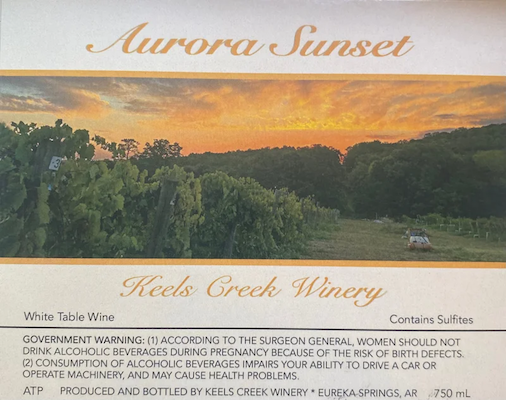 Aurora Sunset
Keels Creek Winery
White Table Wine Contains Sulfites
GOVERNMENT WARNING: (1) ACCORDING TO THE SURGEON GENERAL, WOMEN SHOULD NOT
DRINK ALCOHOLIC BEVERAGES DURING PREGNANCY BECAUSE OF THE RISK OF BIRTH DEFECTS.
(2) CONSUMPTION OF ALCOHOLIC BEVERAGES IMPAIRS YOUR ABILITY TO DRIVE A CAR OR
OPERATE MACHINERY, AND MAY CAUSE HEALTH PROBLEMS.
ATP PRODUCED AND BOTTLED BY KEELS CREEK WINERY * EUREKA SPRINGS, AR 750 mL